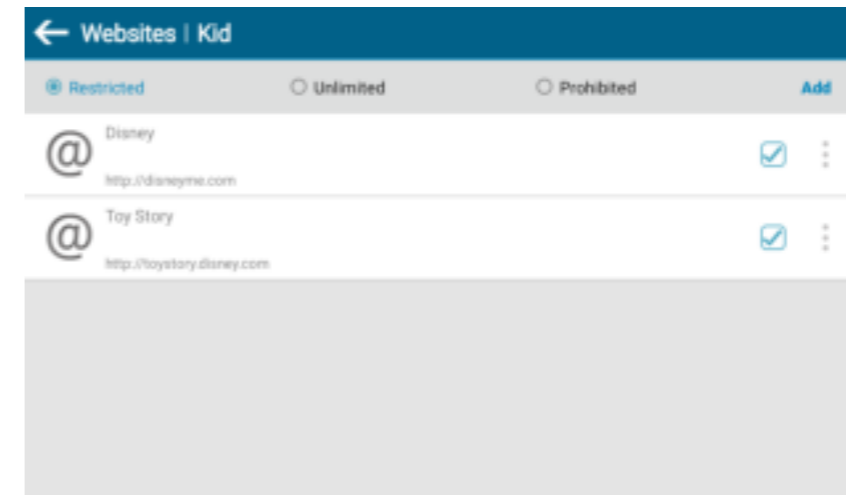 Websites | Kid
Restricted Unlimited Prohibited Add
Disney
http://disneyme.com
Toy Story
http://toystory.disney.com